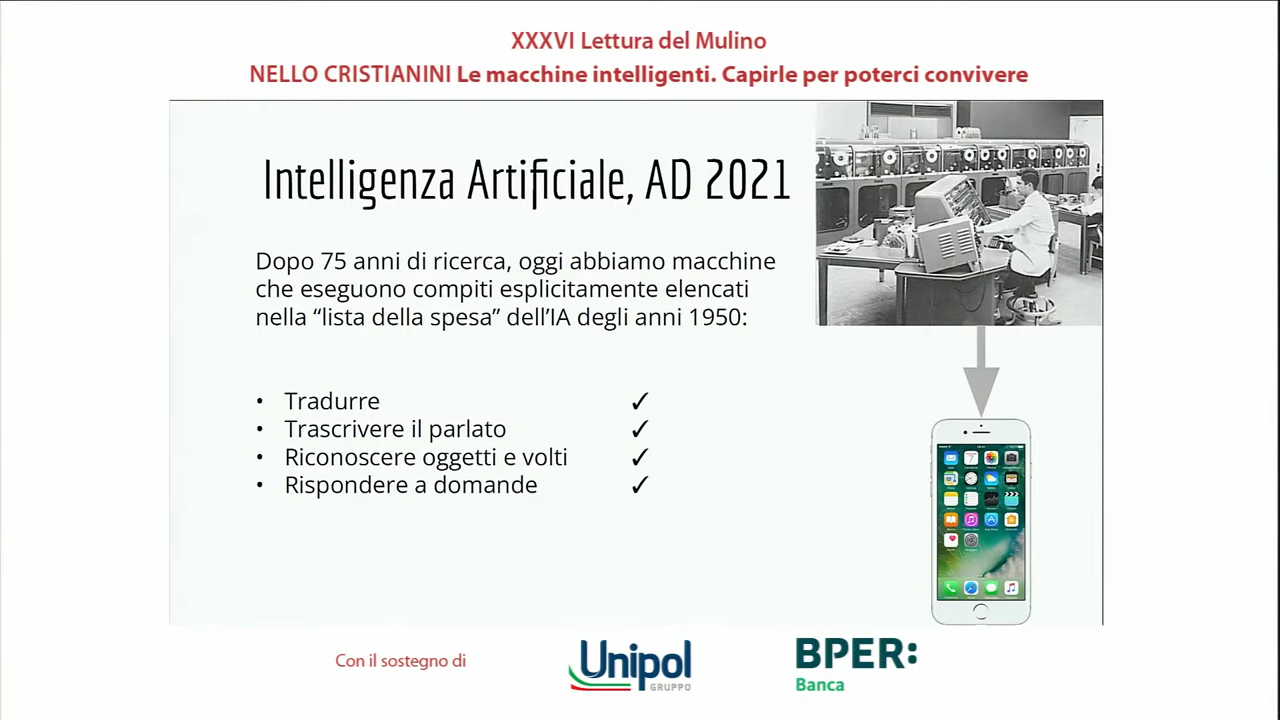 XXXVI Lettura del Mulino
NELLO CRISTIANINI Le macchine intelligenti. Capirle per poterci convivere
Intelligenza Artificiale, AD 2021
Dopo 75 anni di ricerca, oggi abbiamo macchine
che eseguono compiti esplicitamente elencati
nella “lista della spesa” dell’IA degli anni 1950:
• Tradurre ✓
• Trascrivere il parlato ✓
• Riconoscere oggetti e volti ✓
• Rispondere a domande ✓
Con il sostegno di
Unipol
GRUPPO
BPER:
Banca